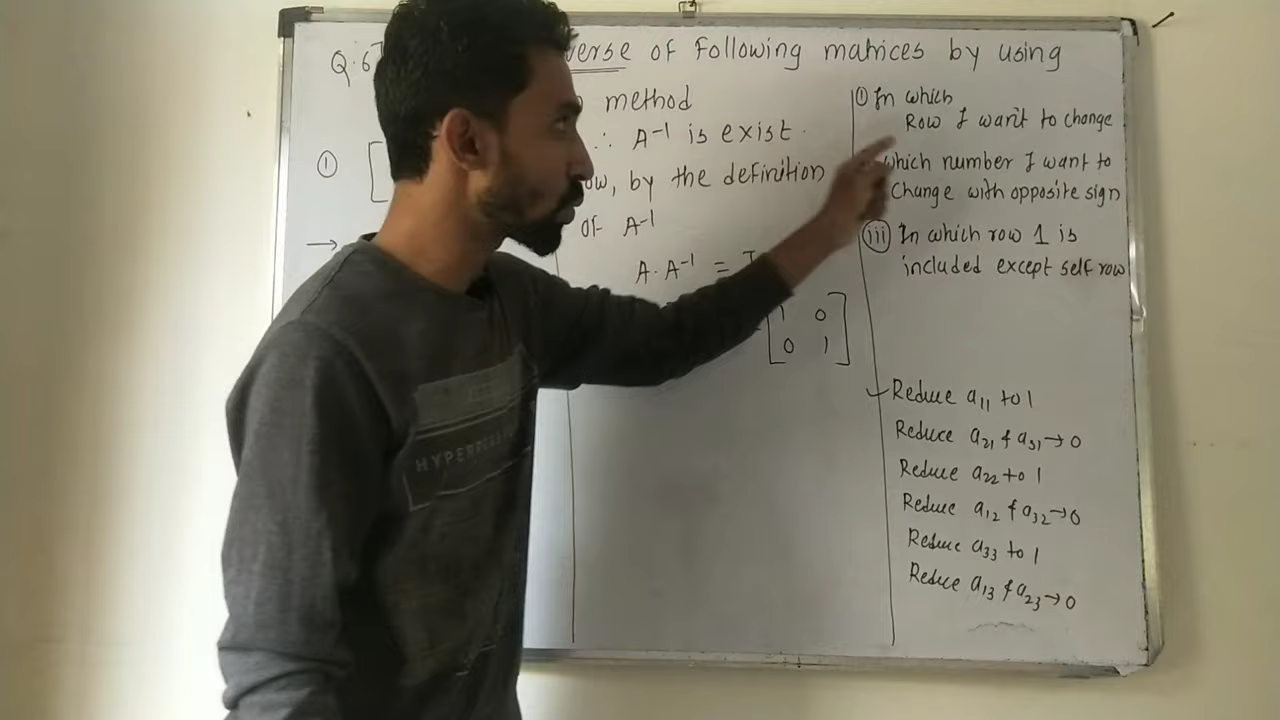 Q.6 verse of following matrices by using
method
∴ A⁻¹ is exist.
①
ow, by the definition
of A⁻¹
→
A·A⁻¹ =
1 0
0 1
① In which
Row I want to change
which number I want to
change with opposite sign
(iii) In which row 1 is
included except self row
Reduce a₁₁ to 1
Reduce a₂₁ & a₃₁ → 0
Reduce a₂₂ to 1
Reduce a₁₂ & a₃₂ → 0
Reduce a₃₃ to 1
Reduce a₁₃ & a₂₃ → 0